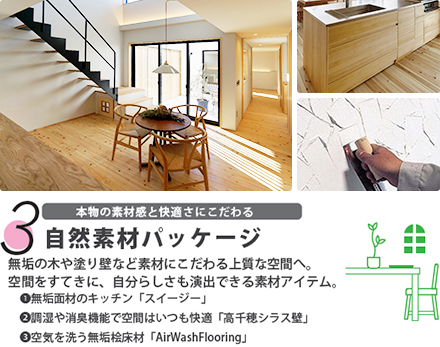 本物の素材感と快適さにこだわる
3 自然素材パッケージ
無垢の木や塗り壁など素材にこだわる上質な空間へ。
空間をすてきに、自分らしさも演出できる素材アイテム。
❶無垢面材のキッチン「スイージー」
❷調湿や消臭機能で空間はいつも快適「高千穂シラス壁」
❸空気を洗う無垢桧床材「AirWashFlooring」